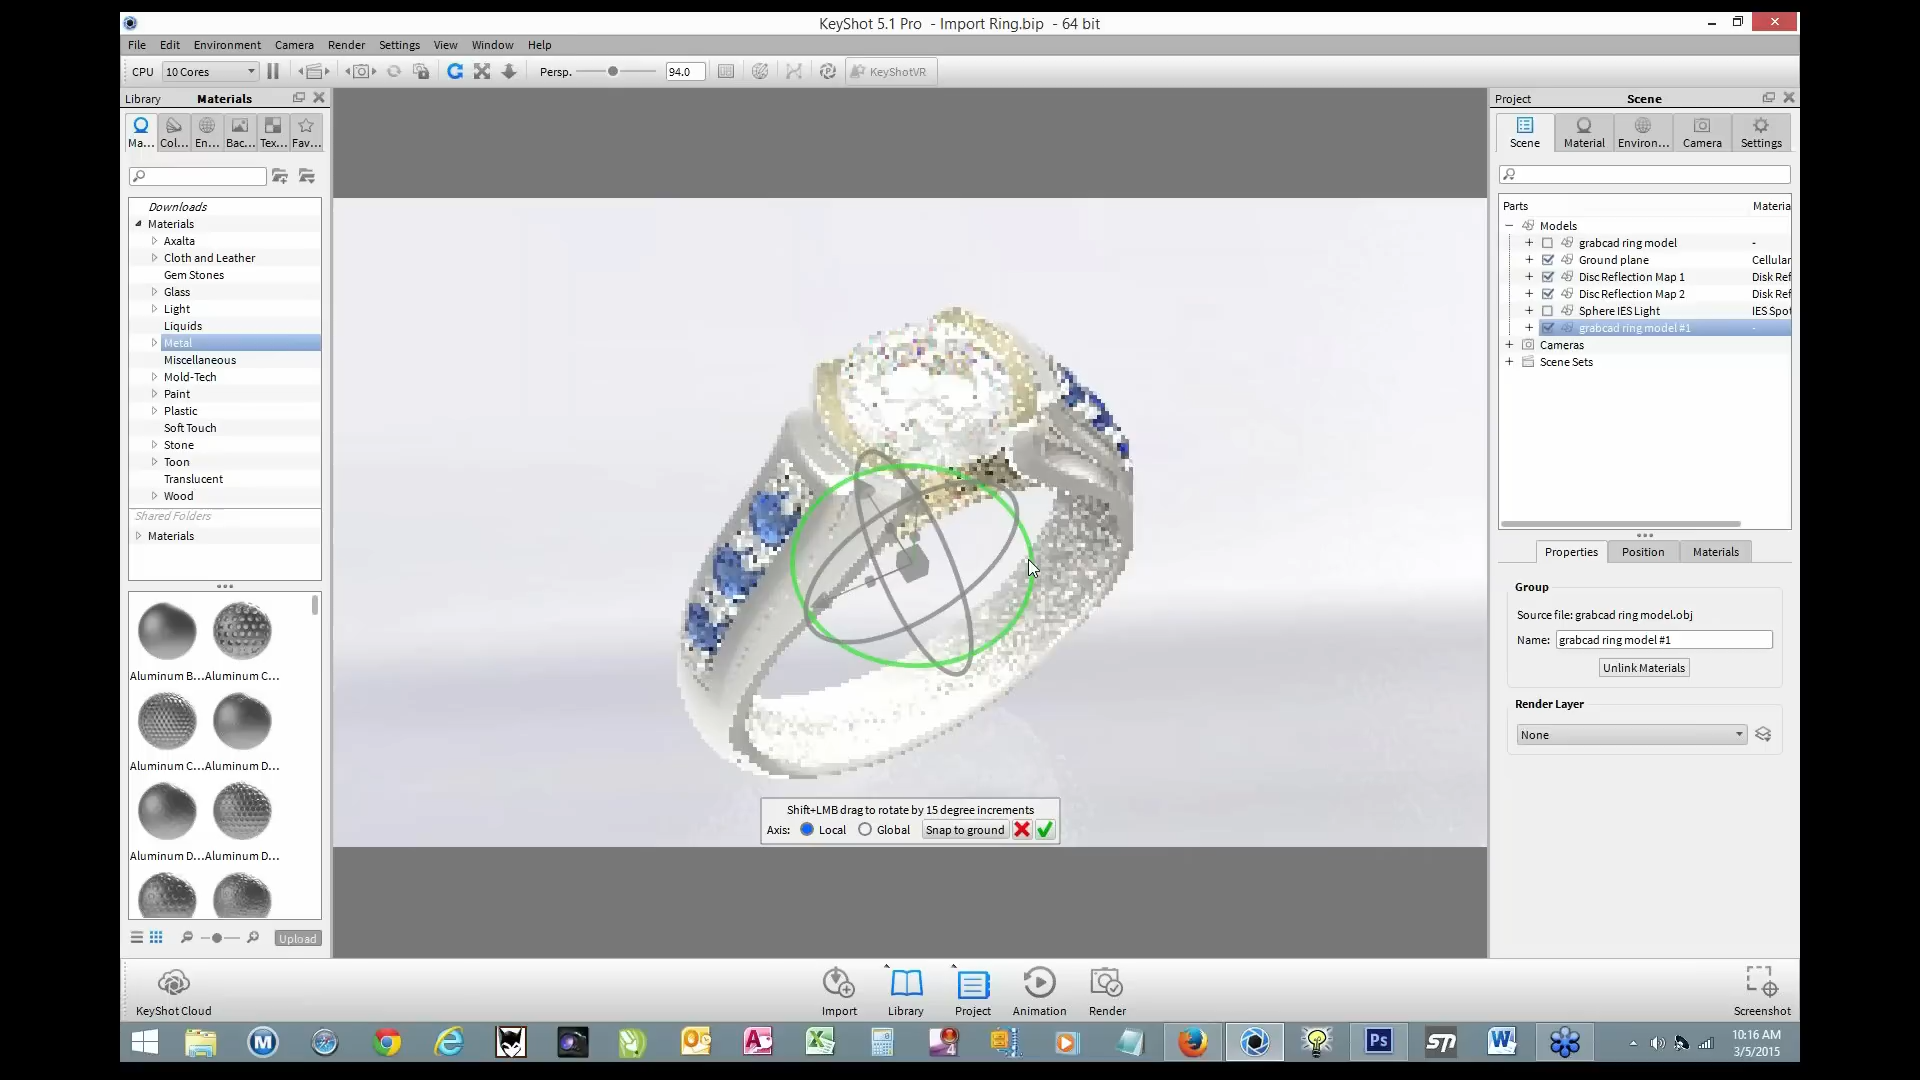 KeyShot 5.1 Pro - Import Ring.bip - 64 bit
File Edit Environment Camera Render Settings View Window Help
CPU 10 Cores Persp. 94.0 KeyShotVR
Library Materials
Ma... Col... En... Bac... Tex... Fav...
Downloads
Materials
Axalta
Cloth and Leather
Gem Stones
Glass
Light
Liquids
Metal
Miscellaneous
Mold-Tech
Paint
Plastic
Soft Touch
Stone
Toon
Translucent
Wood
Shared Folders
Materials
Aluminum B... Aluminum C...
Aluminum C... Aluminum D...
Aluminum D... Aluminum D...
Upload
Shift+LMB drag to rotate by 15 degree increments
Axis: Local Global Snap to ground
Project Scene
Scene Material Environ... Camera Settings
Parts Materia
Models
grabcad ring model -
Ground plane Cellular
Disc Reflection Map 1 Disk Ref
Disc Reflection Map 2 Disk Ref
Sphere IES Light IES Spot
grabcad ring model #1 -
Cameras
Scene Sets
Properties Position Materials
Group
Source file: grabcad ring model.obj
Name: grabcad ring model #1
Unlink Materials
Render Layer
None
KeyShot Cloud Import Library Project Animation Render Screenshot
10:16 AM
3/5/2015